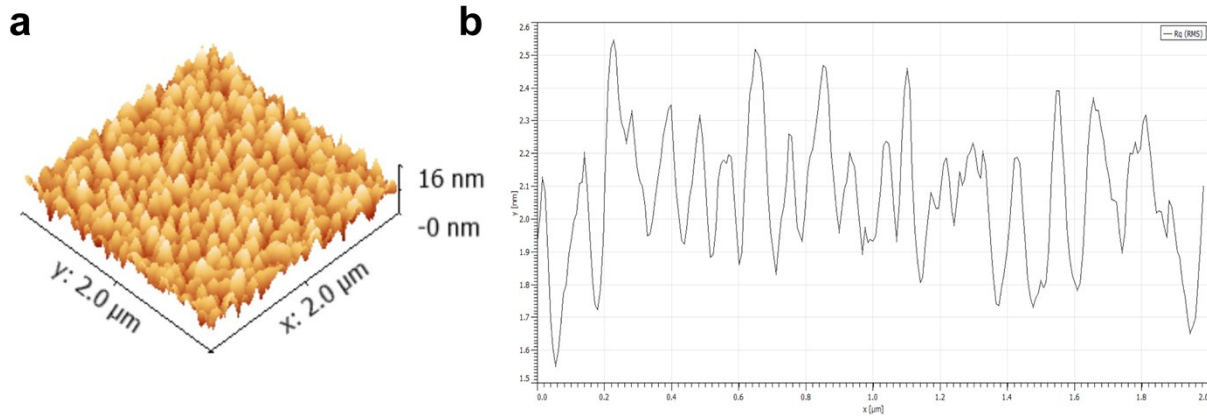 a
16 nm
-0 nm
y: 2.0 µm
x: 2.0 µm
b
Rq (RMS)
2.5
2.4
2.3
2.2
2.1
2.0
1.9
1.8
1.7
1.6
1.5
y [nm]
0.0 0.2 0.4 0.6 0.8 1.0 1.2 1.4 1.6 1.8 2.0
x [µm]